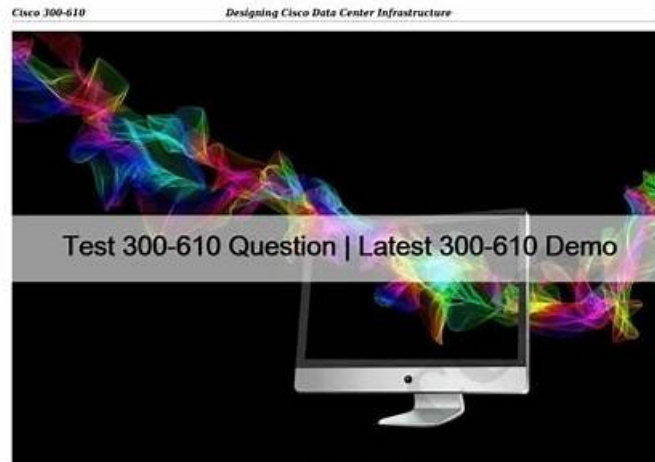 Cisco 300-610 Designing Cisco Data Center Infrastructure
Test 300-610 Question | Latest 300-610 Demo